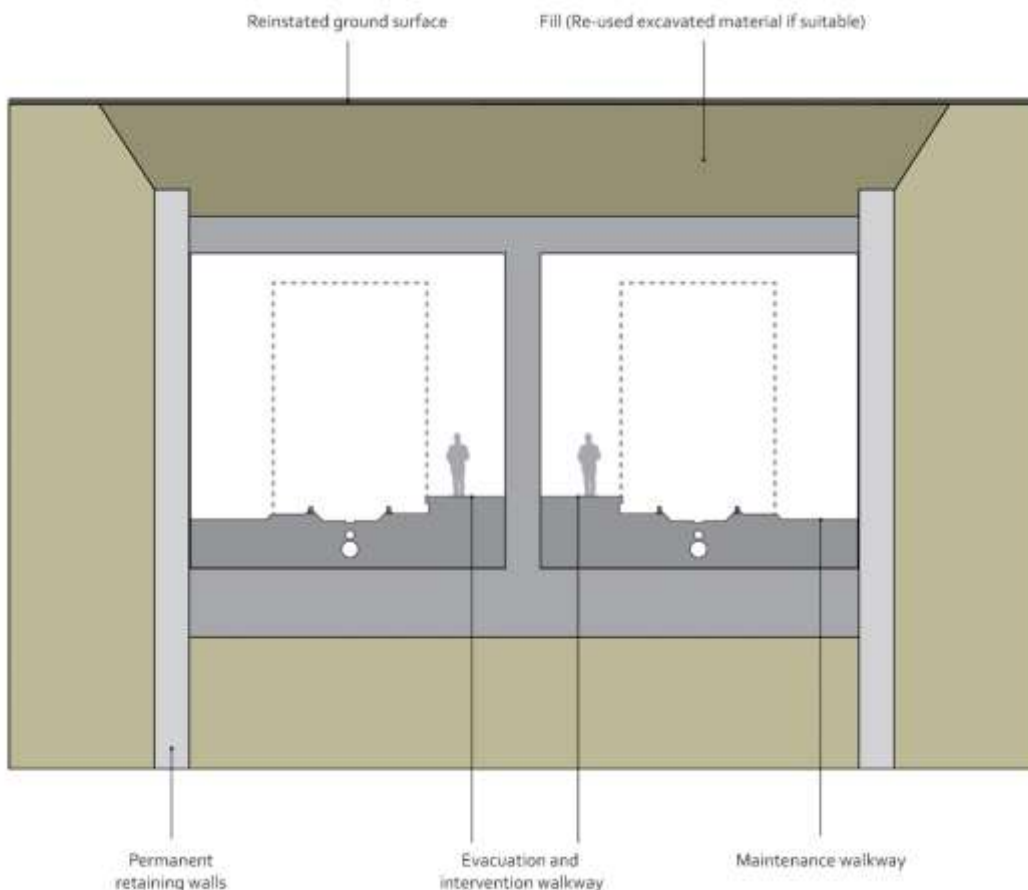 Reinstated ground surface
Fill (Re-used excavated material if suitable)
Permanent
retaining walls
Evacuation and
intervention walkway
Maintenance walkway